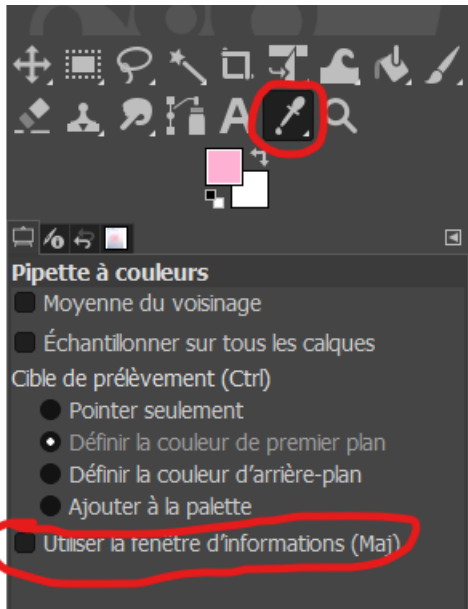 Pipette à couleurs
Moyenne du voisinage
Échantillonner sur tous les calques
Cible de prélèvement (Ctrl)
Pointer seulement
Définir la couleur de premier plan
Définir la couleur d'arrière-plan
Ajouter à la palette
Utiliser la fenêtre d'informations (Maj)